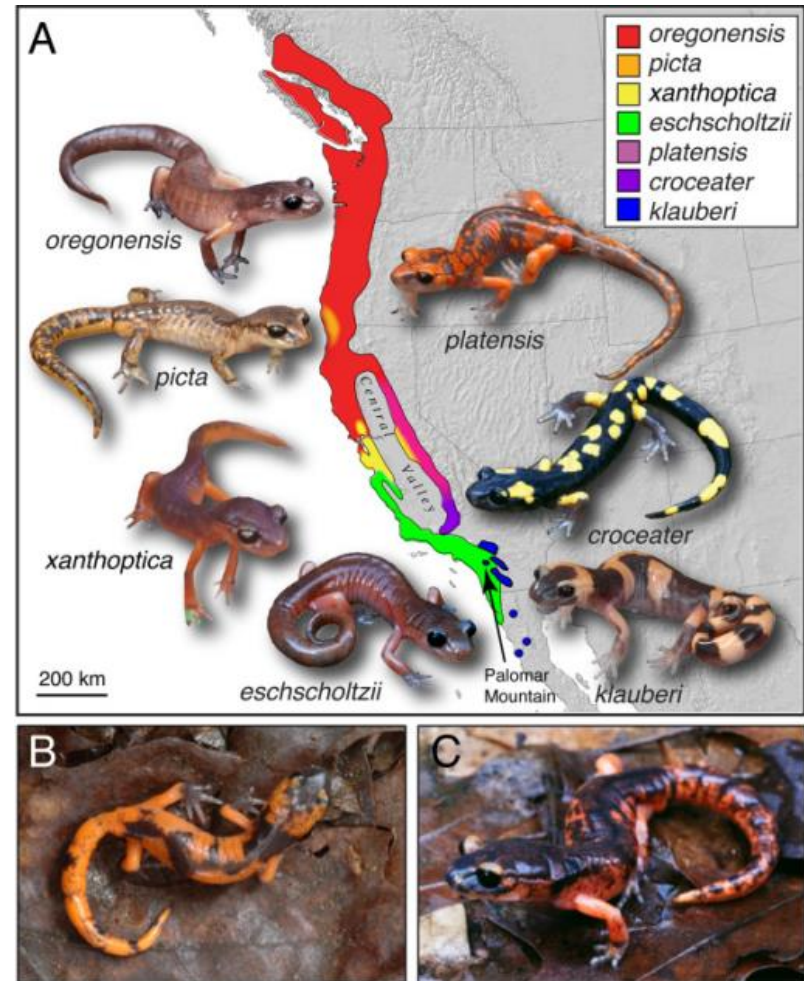 A
oregonensis
picta
xanthoptica
eschscholtzii
platensis
croceater
klauberi
oregonensis
platensis
picta
Central
Valley
xanthoptica
croceater
eschscholtzii
Palomar
Mountain
klauberi
200 km
B
C